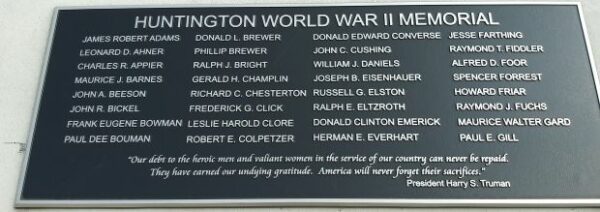 HUNTINGTON WORLD WAR II MEMORIAL
JAMES ROBERT ADAMS DONALD L. BREWER DONALD EDWARD CONVERSE JESSE FARTHING
LEONARD D. AHNER PHILLIP BREWER JOHN C. CUSHING RAYMOND T. FIDDLER
CHARLES R. APPIER RALPH J. BRIGHT WILLIAM J. DANIELS ALFRED D. FOOR
MAURICE J. BARNES GERALD H. CHAMPLIN JOSEPH B. EISENHAUER SPENCER FORREST
JOHN A. BEESON RICHARD C. CHESTERTON RUSSELL G. ELSTON HOWARD FRIAR
JOHN R. BICKEL FREDERICK G. CLICK RALPH E. ELTZROTH RAYMOND J. FUCHS
FRANK EUGENE BOWMAN LESLIE HAROLD CLORE DONALD CLINTON EMERICK MAURICE WALTER GARD
PAUL DEE BOUMAN ROBERT E. COLPETZER HERMAN E. EVERHART PAUL E. GILL
"Our debt to the heroic men and valiant women in the service of our country can never be repaid.
They have earned our undying gratitude. America will never forget their sacrifices."
President Harry S. Truman